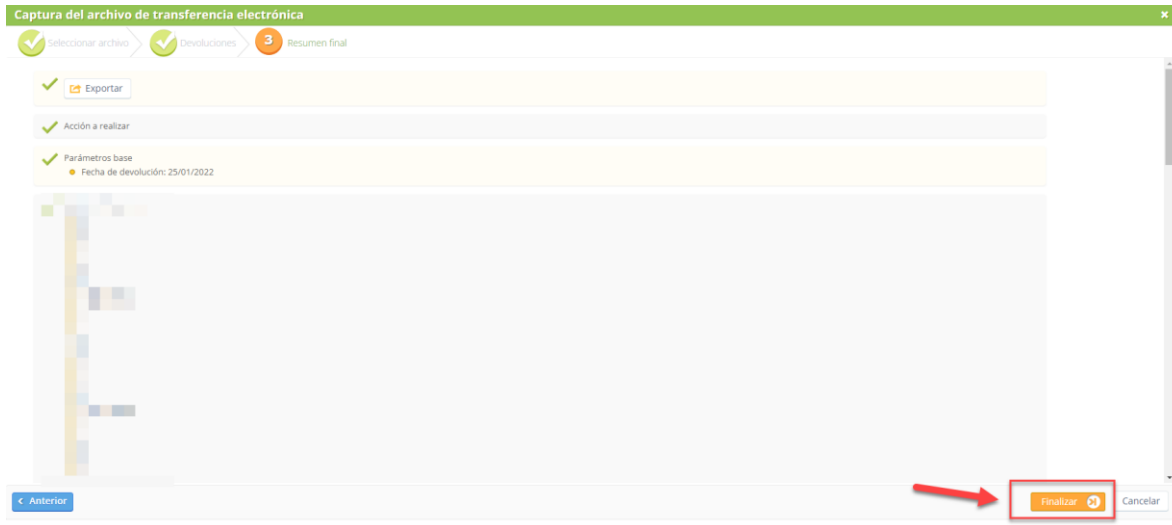 Captura del archivo de transferencia electrónica
Seleccionar archivo
Devoluciones
3
Resumen final
Exportar
Acción a realizar
Parámetros base
Fecha de devolución: 25/01/2022
Anterior
Finalizar
Cancelar